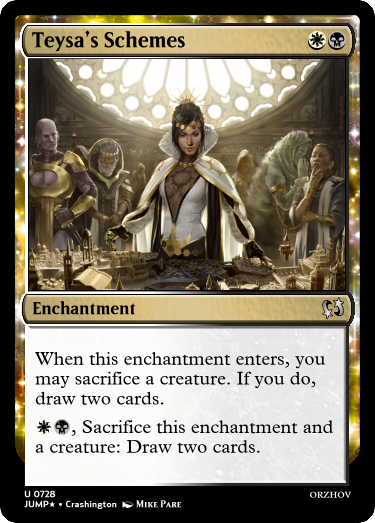 Teysa's Schemes
Enchantment
When this enchantment enters, you
may sacrifice a creature. If you do,
draw two cards.
, Sacrifice this enchantment and
a creature: Draw two cards.
U 0728
JUMP★ • Crashington MIKE PARE
ORZHOV